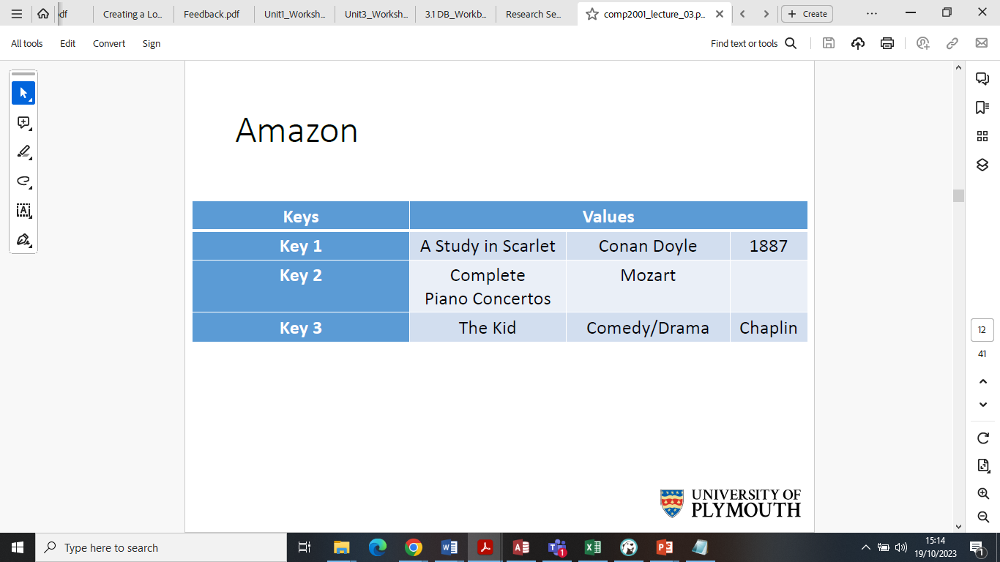 df
Creating a Lo...
Feedback.pdf
Unit1_Worksh...
Unit3_Worksh...
3.1 DB_Workb...
Research Se...
comp2001_lecture_03.p...
Create
All tools
Edit
Convert
Sign
Find text or tools
Amazon
Keys Values
Key 1 A Study in Scarlet Conan Doyle 1887
Key 2 Complete Mozart
Piano Concertos
Key 3 The Kid Comedy/Drama Chaplin
UNIVERSITY OF
PLYMOUTH
12
41
Type here to search
15:14
19/10/2023
1
1